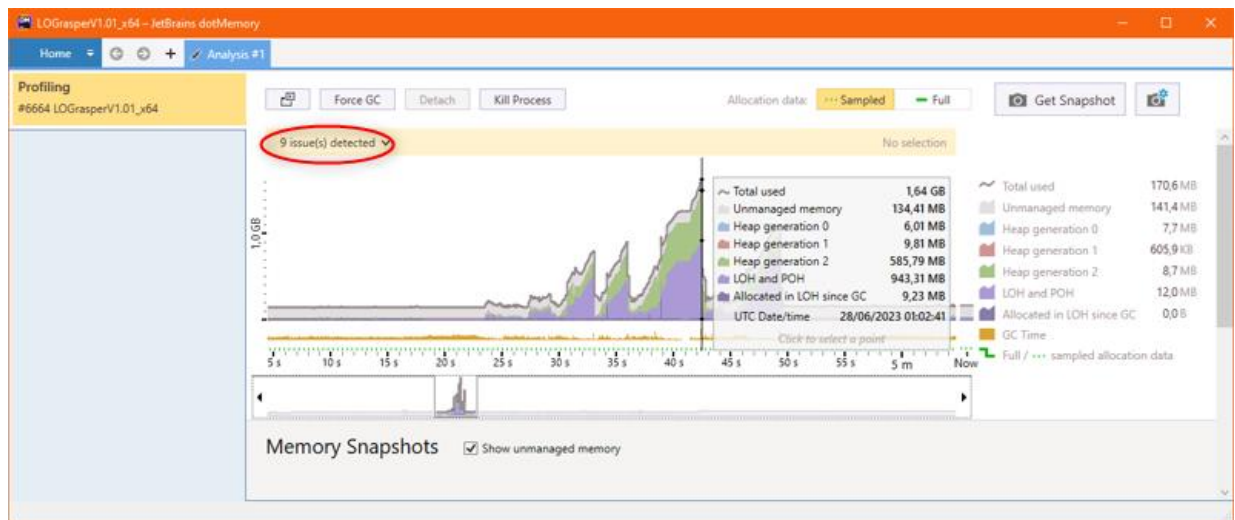 LOGrasperV1.01_x64 – JetBrains dotMemory
Home + Analysis #1
Profiling
#6664 LOGrasperV1.01_x64
Force GC Detach Kill Process Allocation data: Sampled Full Get Snapshot
9 issue(s) detected No selection
1,0 GB
Total used 1,64 GB
Unmanaged memory 134,41 MB
Heap generation 0 6,01 MB
Heap generation 1 9,81 MB
Heap generation 2 585,79 MB
LOH and POH 943,31 MB
Allocated in LOH since GC 9,23 MB
UTC Date/time 28/06/2023 01:02:41
Click to select a point
Total used 170,6 MB
Unmanaged memory 141,4 MB
Heap generation 0 7,7 MB
Heap generation 1 605,9 KB
Heap generation 2 8,7 MB
LOH and POH 12,0 MB
Allocated in LOH since GC 0,0 B
GC Time
Full / ··· sampled allocation data
5 s 10 s 15 s 20 s 25 s 30 s 35 s 40 s 45 s 50 s 55 s 5 m Now
Memory Snapshots Show unmanaged memory